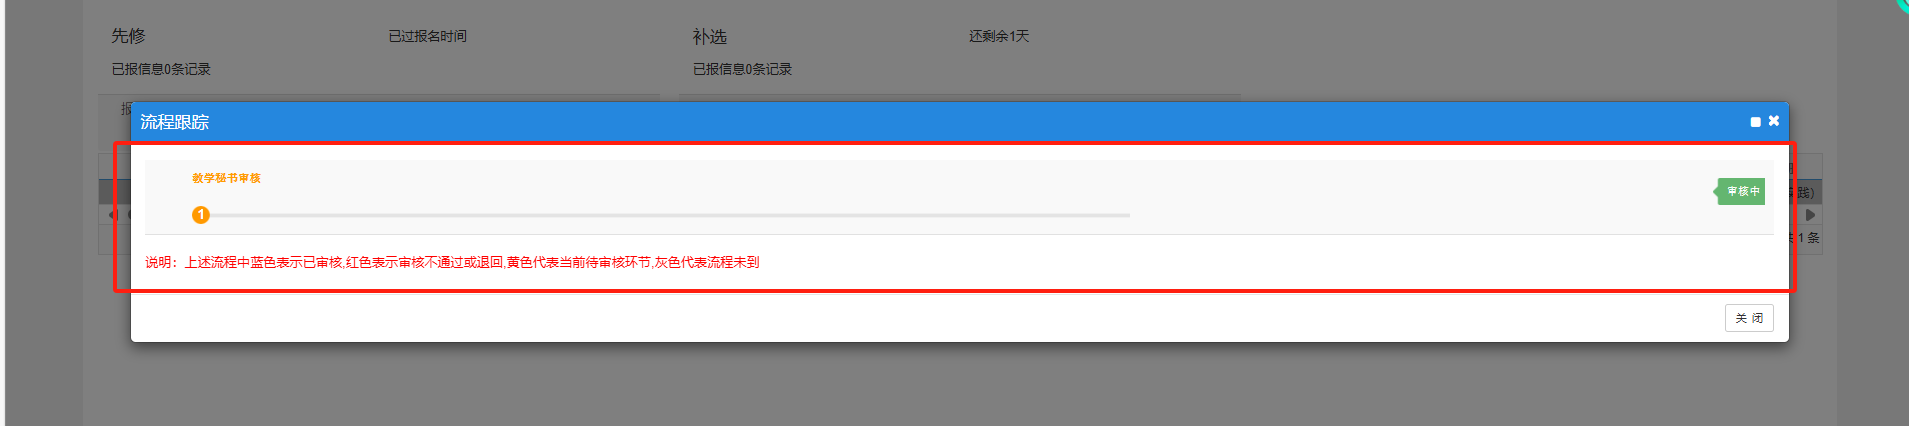 先修
已过报名时间
补选
还剩余1天
已报信息0条记录
已报信息0条记录
报
流程跟踪
教学秘书审核
审核中
践）
1
1 条
说明：上述流程中蓝色表示已审核,红色表示审核不通过或退回,黄色代表当前待审核环节,灰色代表流程未到
关 闭